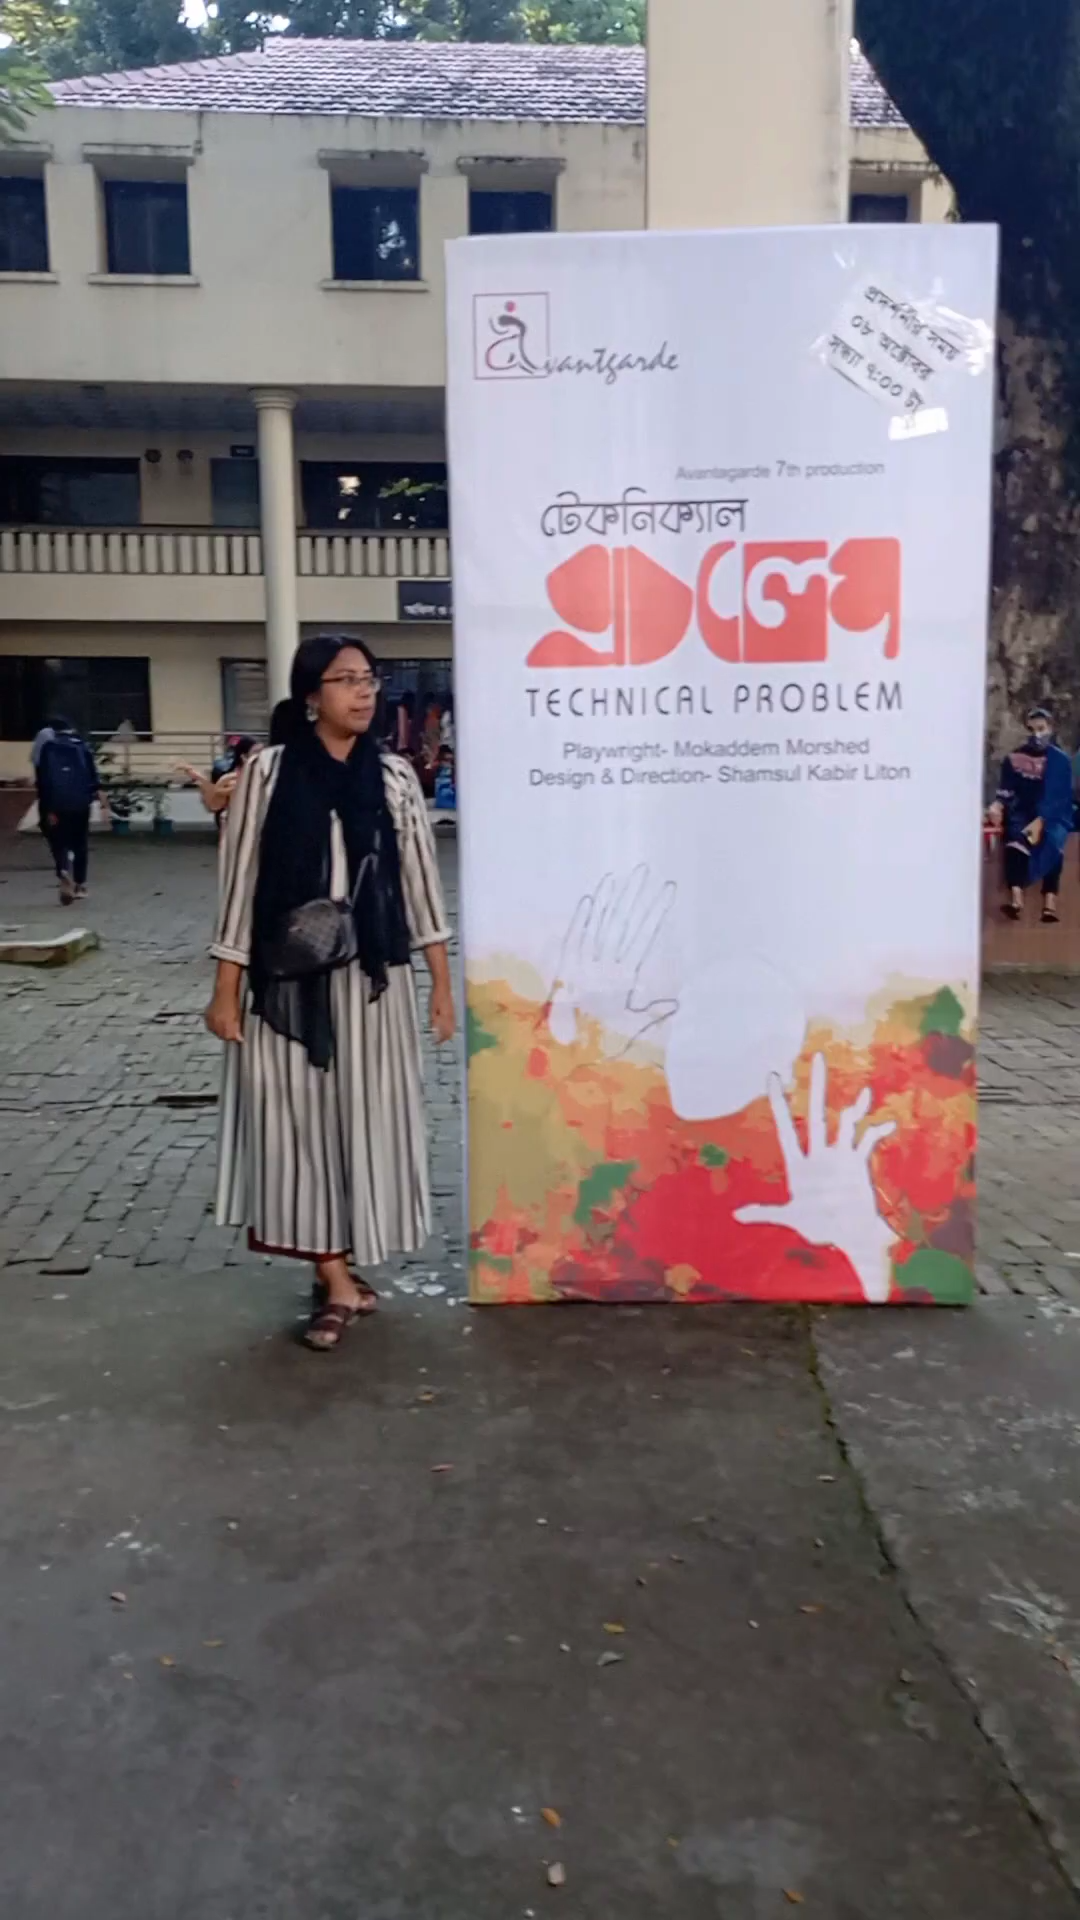 avantgarde
প্রদর্শনীর সময়
০৮ অক্টোবর
সন্ধ্যা ৭:০০ টা
Avantagarde 7th production
টেকনিক্যাল
প্রবলেম
TECHNICAL PROBLEM
Playwright- Mokaddem Morshed
Design & Direction- Shamsul Kabir Liton